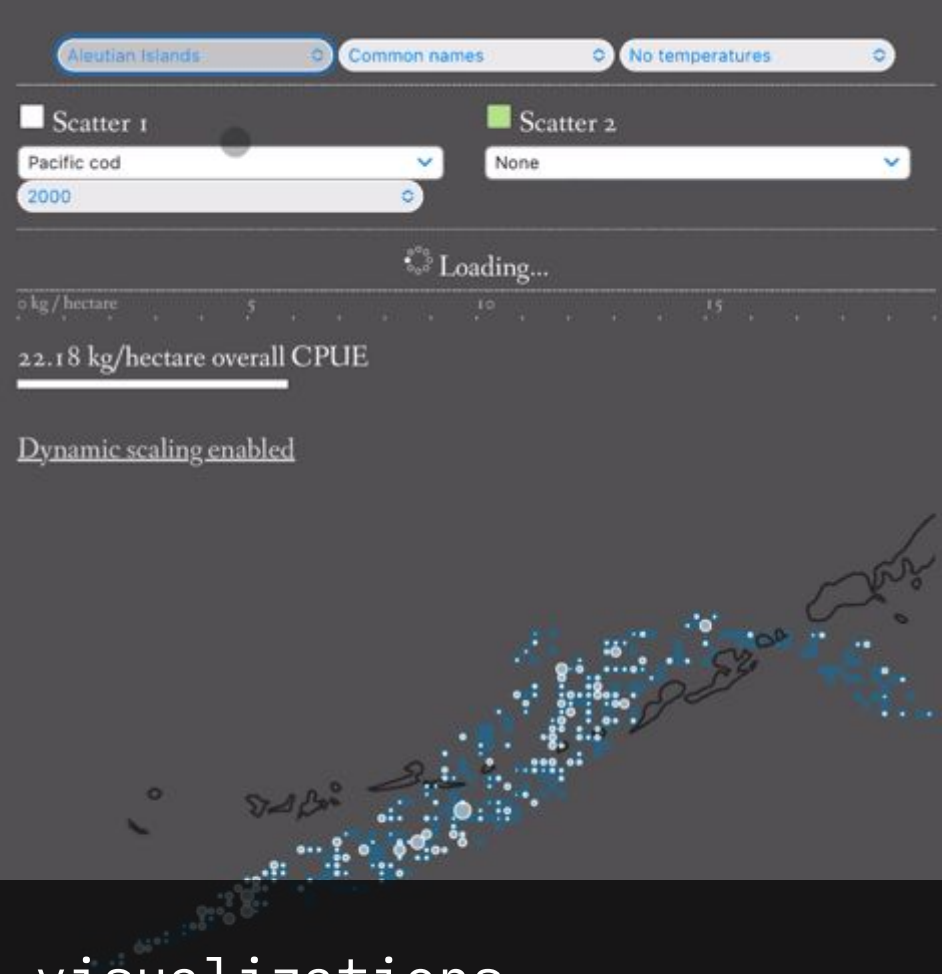 Aleutian Islands Common names No temperatures
Scatter 1 Scatter 2
Pacific cod None
2000
Loading...
0 kg / hectare 5 10 15
22.18 kg/hectare overall CPUE
Dynamic scaling enabled
visualizations